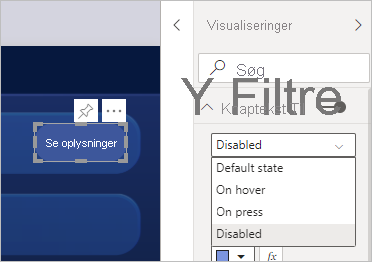 Visualiseringer
Søg
Y Filtre
Knaptekst T
Se oplysninger
Disabled
Default state
On hover
On press
Disabled
fx